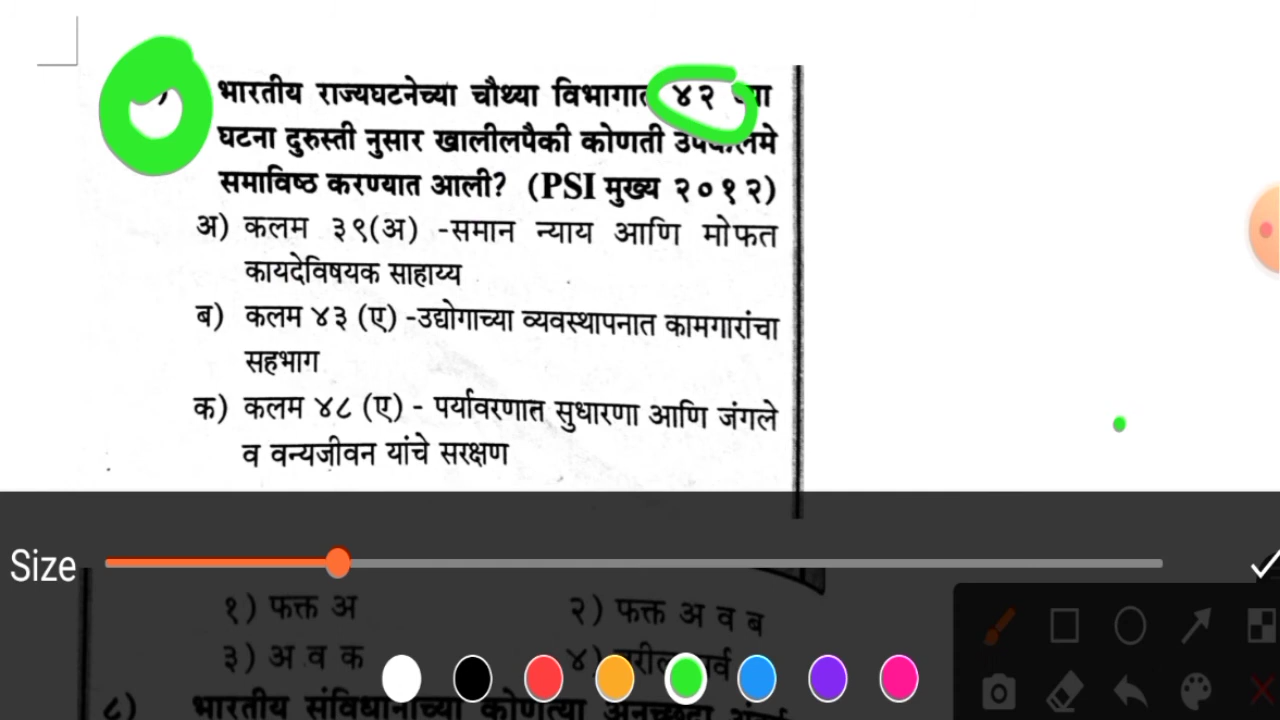 भारतीय राज्यघटनेच्या चौथ्या विभागात ४२ च्या
घटना दुरुस्ती नुसार खालीलपैकी कोणती उपकलमे
समाविष्ठ करण्यात आली? (PSI मुख्य २०१२)
अ) कलम ३९(अ) -समान न्याय आणि मोफत
कायदेविषयक साहाय्य
ब) कलम ४३ (ए) -उद्योगाच्या व्यवस्थापनात कामगारांचा
सहभाग
क) कलम ४८ (ए) - पर्यावरणात सुधारणा आणि जंगले
व वन्यजीवन यांचे सरक्षण
Size
१) फक्त अ २) फक्त अ व ब
३) अ व क ४) वरील सर्व
८) भारतीय संविधानाच्या कोणत्या